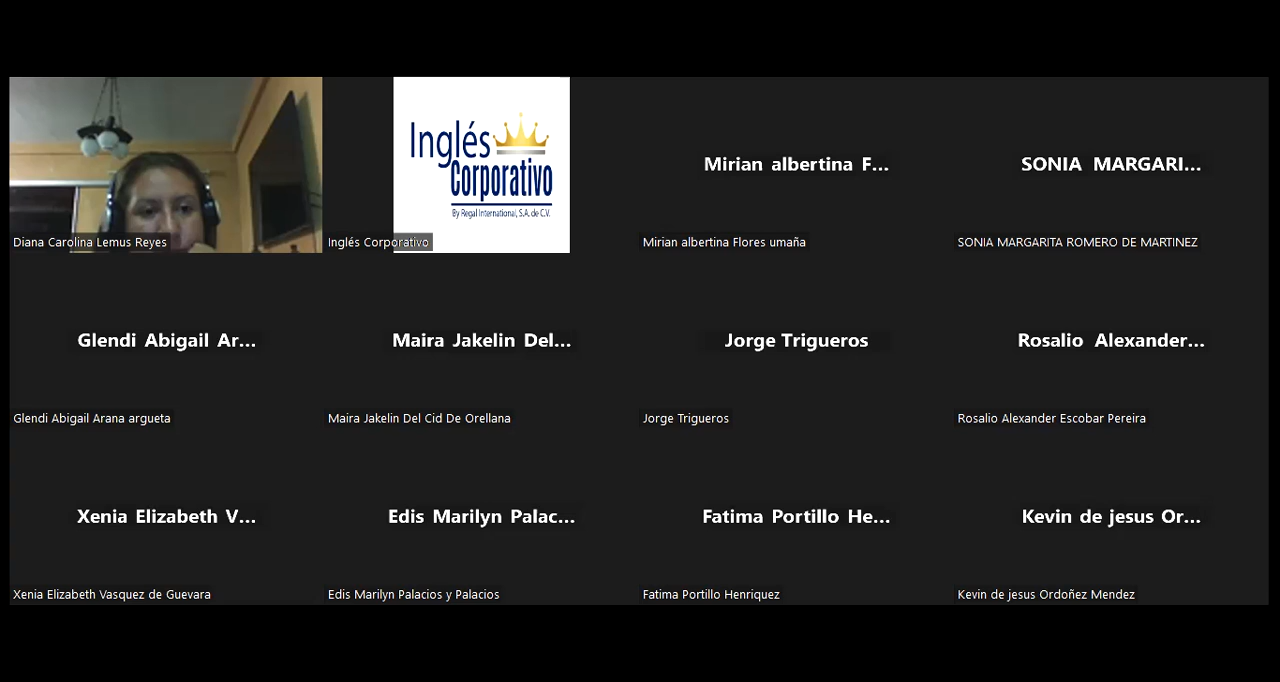 Inglés
Corporativo
By Regal International, S.A. de C.V.
Mirian albertina F...
SONIA MARGARI...
Diana Carolina Lemus Reyes
Inglés Corporativo
Mirian albertina Flores umaña
SONIA MARGARITA ROMERO DE MARTINEZ
Glendi Abigail Ar...
Maira Jakelin Del...
Jorge Trigueros
Rosalio Alexander...
Glendi Abigail Arana argueta
Maira Jakelin Del Cid De Orellana
Jorge Trigueros
Rosalio Alexander Escobar Pereira
Xenia Elizabeth V...
Edis Marilyn Palac...
Fatima Portillo He...
Kevin de jesus Or...
Xenia Elizabeth Vasquez de Guevara
Edis Marilyn Palacios y Palacios
Fatima Portillo Henriquez
Kevin de jesus Ordoñez Mendez